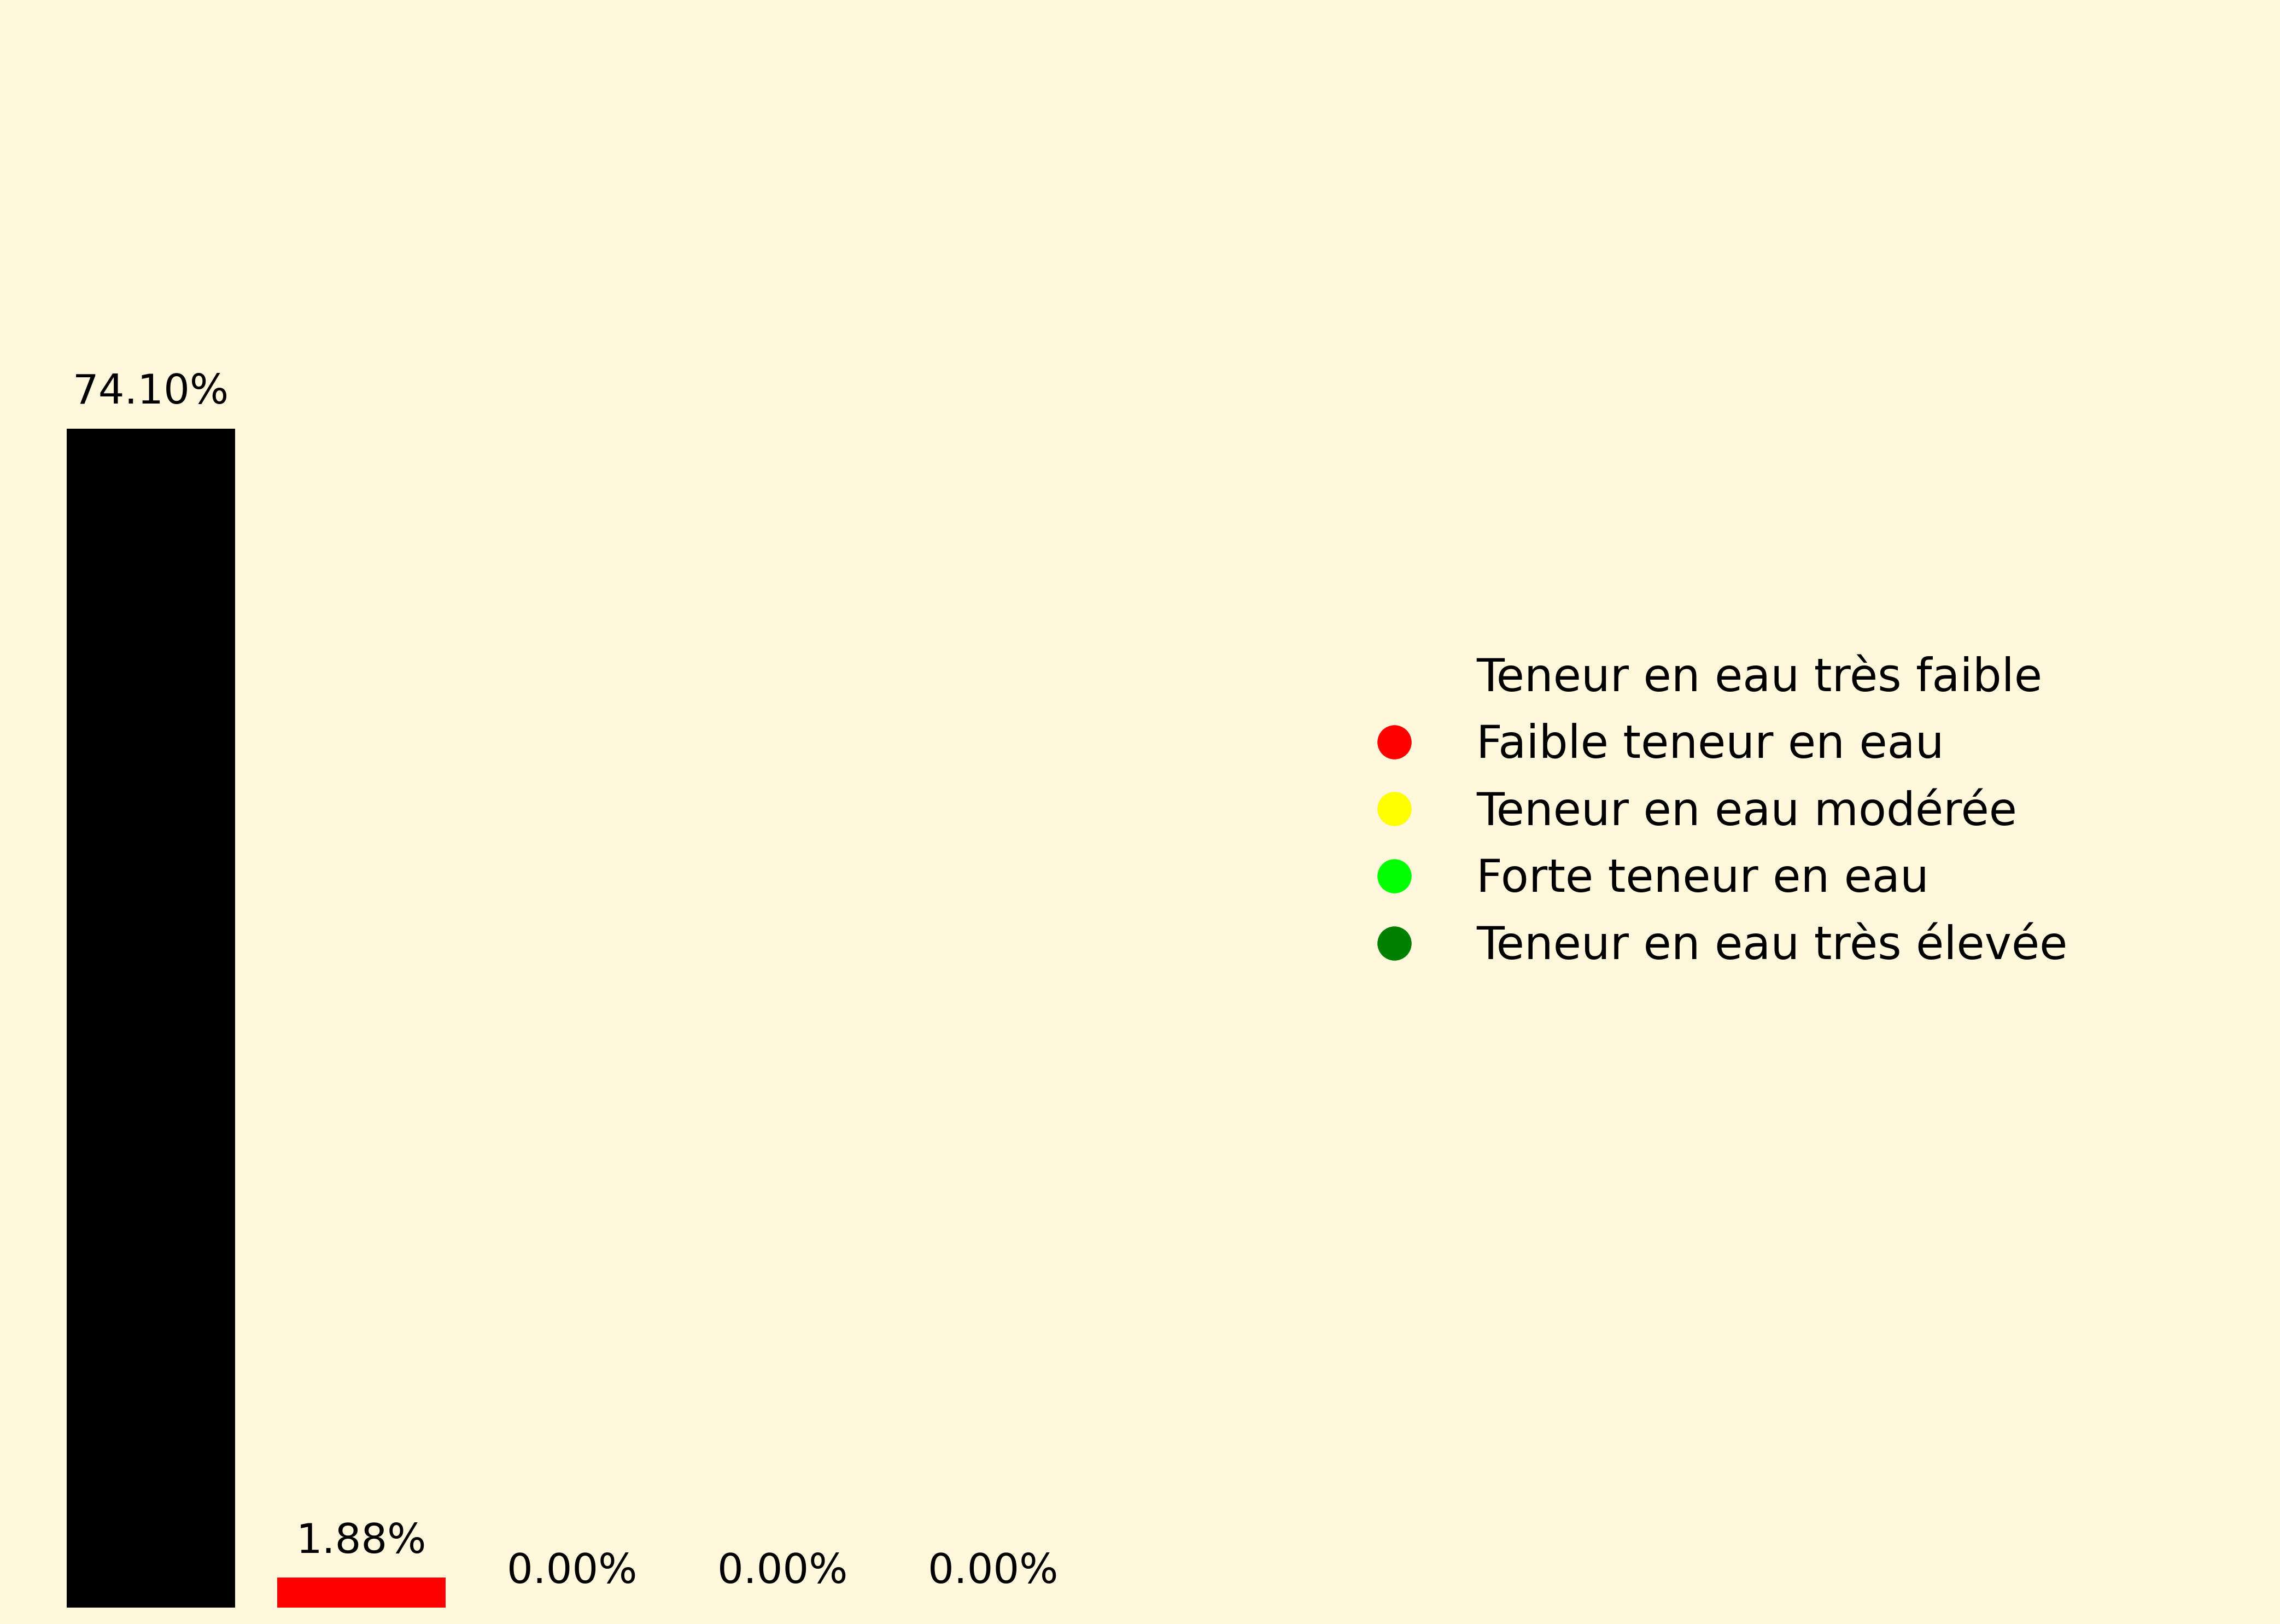 74.10%
1.88%
0.00%
0.00%
0.00%
Teneur en eau très faible
Faible teneur en eau
Teneur en eau modérée
Forte teneur en eau
Teneur en eau très élevée